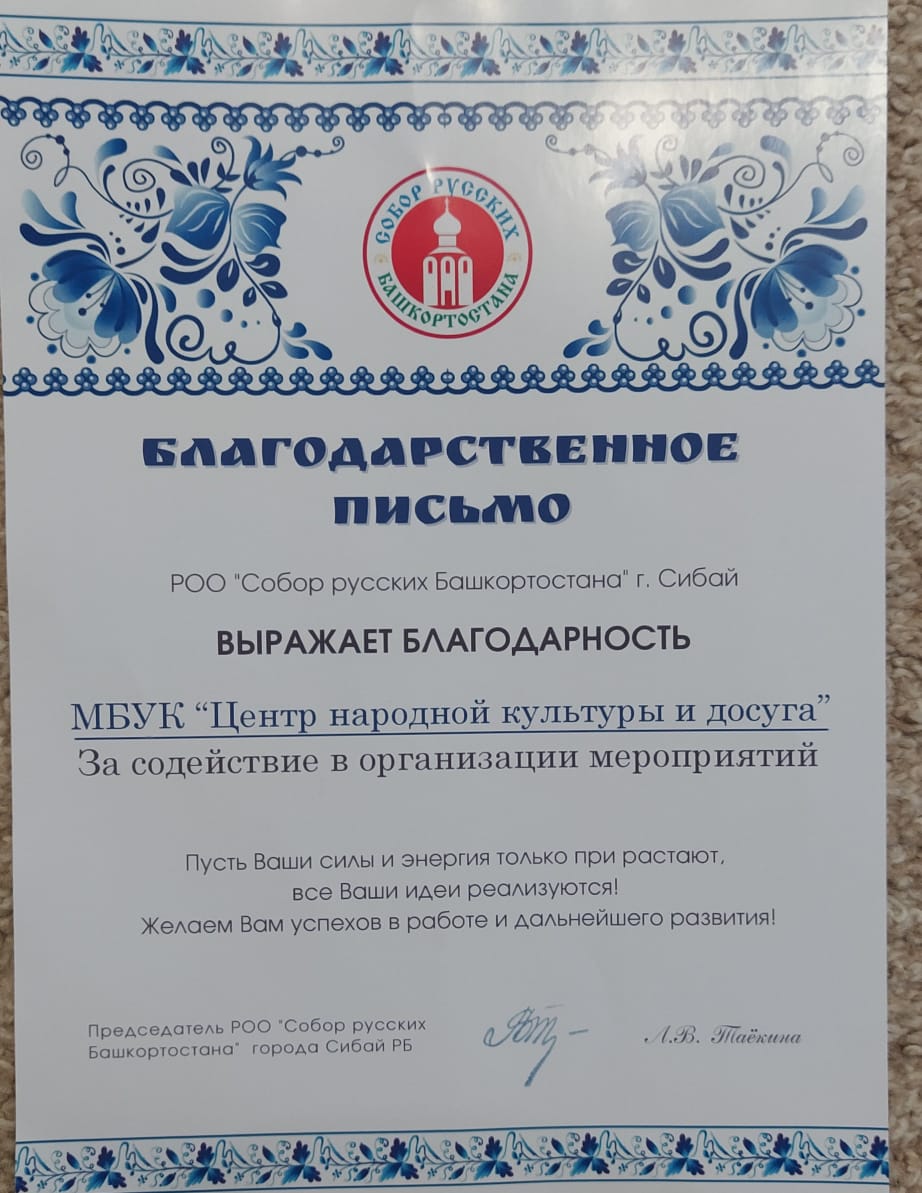 СОБОР РУССКИХ
БАШКОРТОСТАНА
БЛАГОДАРСТВЕННОЕ
ПИСЬМО
РОО "Собор русских Башкортостана" г. Сибай
ВЫРАЖАЕТ БЛАГОДАРНОСТЬ
МБУК “Центр народной культуры и досуга”
За содействие в организации мероприятий
Пусть Ваши силы и энергия только при растают,
все Ваши идеи реализуются!
Желаем Вам успехов в работе и дальнейшего развития!
Председатель РОО "Собор русских
Башкортостана" города Сибай РБ
Л.В. Таёкина